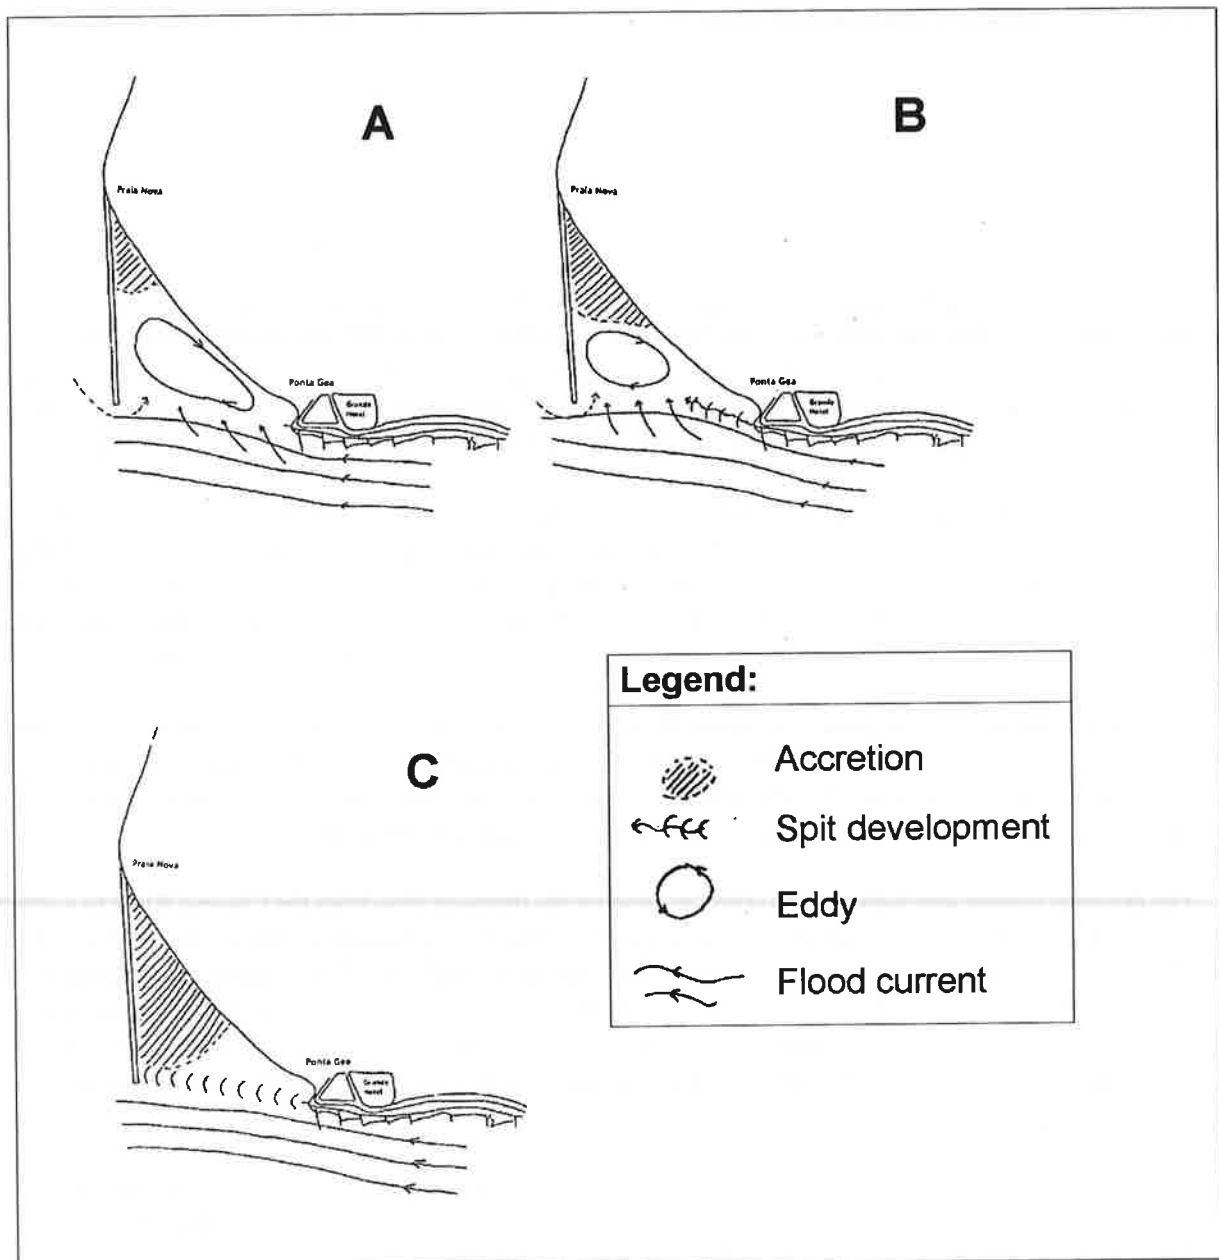 A
Praia Nova
Ponta Gea
Grande
Hotel
B
Praia Nova
Ponta Gea
Grande
Hotel
C
Praia Nova
Ponta Gea
Grande
Hotel
Legend:
Accretion
Spit development
Eddy
Flood current